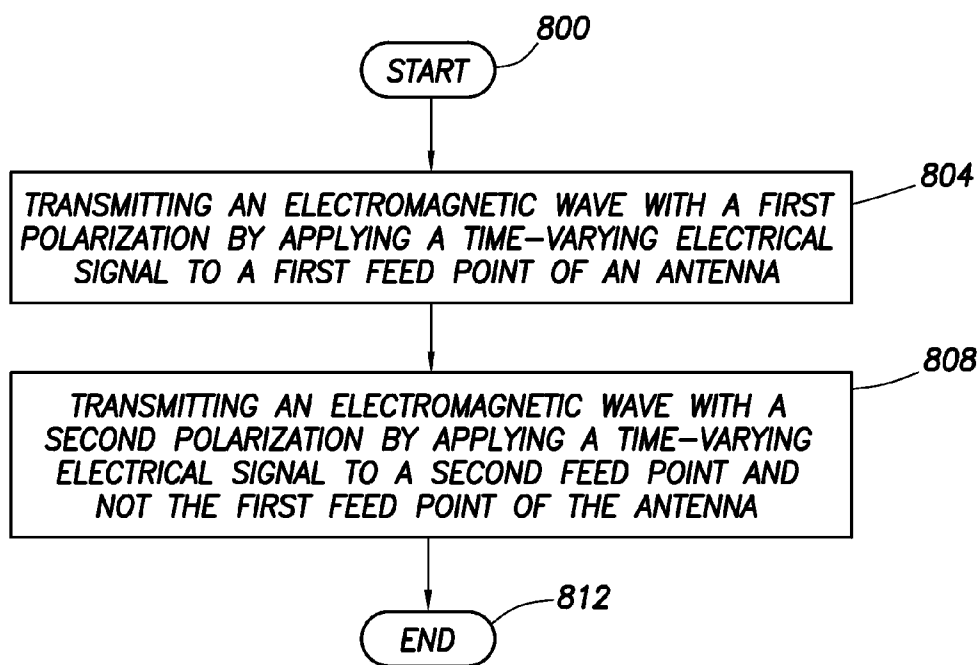 800
START
804
TRANSMITTING AN ELECTROMAGNETIC WAVE WITH A FIRST
POLARIZATION BY APPLYING A TIME-VARYING ELECTRICAL
SIGNAL TO A FIRST FEED POINT OF AN ANTENNA
808
TRANSMITTING AN ELECTROMAGNETIC WAVE WITH A
SECOND POLARIZATION BY APPLYING A TIME-VARYING
ELECTRICAL SIGNAL TO A SECOND FEED POINT AND
NOT THE FIRST FEED POINT OF THE ANTENNA
812
END